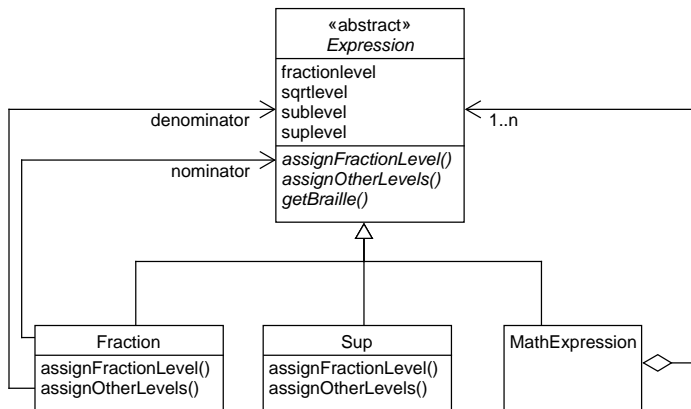 «abstract»
Expression
fractionlevel
sqrtlevel
sublevel
suplevel
denominator
1..n
assignFractionLevel()
assignOtherLevels()
getBraille()
nominator
Fraction
assignFractionLevel()
assignOtherLevels()
Sup
assignFractionLevel()
assignOtherLevels()
MathExpression